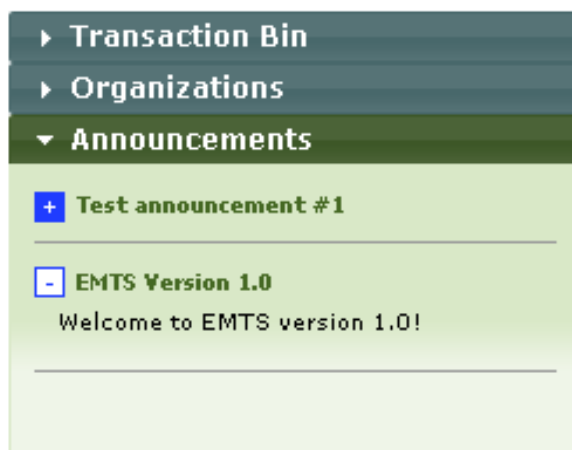 Transaction Bin
Organizations
Announcements
+ Test announcement #1
- EMTS Version 1.0
Welcome to EMTS version 1.0!